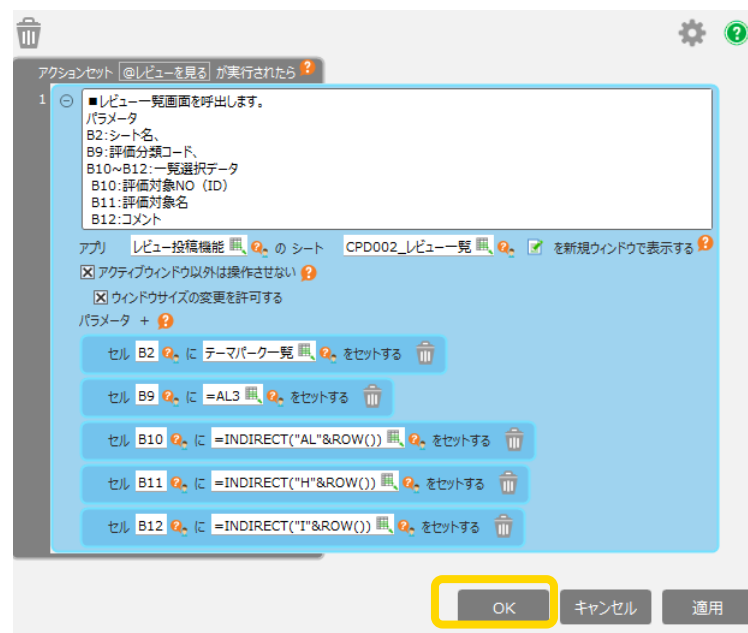 アクションセット @レビューを見る が実行されたら ?
?
1
■レビュー一覧画面を呼出します。
パラメータ
B2:シート名、
B9:評価分類コード、
B10~B12:一覧選択データ
B10:評価対象NO（ID）
B11:評価対象名
B12:コメント
アプリ レビュー投稿機能 ? の シート CPD002_レビュー一覧 ? を新規ウィンドウで表示する ?
アクティブウィンドウ以外は操作させない ?
ウィンドウサイズの変更を許可する
パラメータ + ?
セル B2 ? に テーマパーク一覧 ? をセットする
セル B9 ? に =AL3 ? をセットする
セル B10 ? に =INDIRECT("AL"&ROW()) ? をセットする
セル B11 ? に =INDIRECT("H"&ROW()) ? をセットする
セル B12 ? に =INDIRECT("I"&ROW()) ? をセットする
OK キャンセル 適用